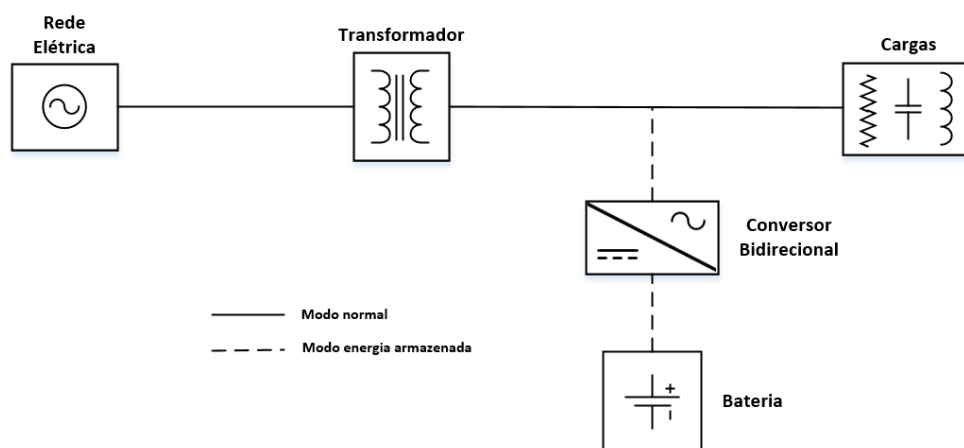 Rede
Elétrica
Transformador
Cargas
Conversor
Bidirecional
Modo normal
Modo energia armazenada
Bateria